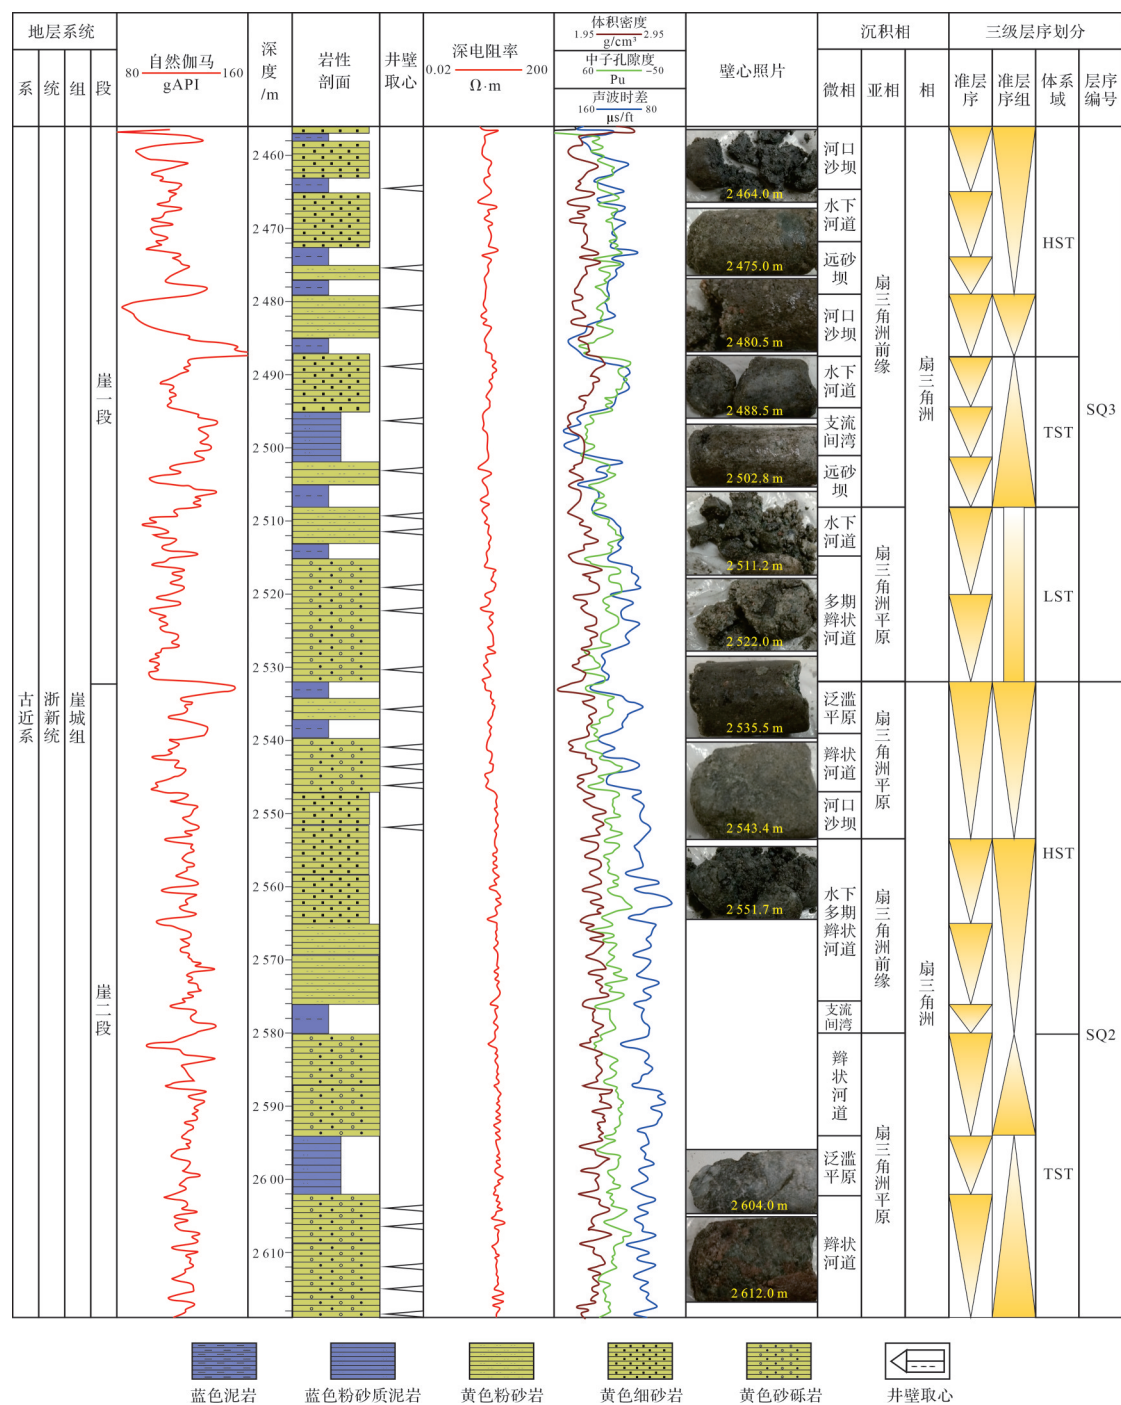 地层系统
系
统
组
段
自然伽马
80
160
gAPI
深度/m
岩性
剖面
井壁
取心
深电阻率
0.02
200
Ω·m
体积密度
1.95
2.95
g/cm³
中子孔隙度
60
−50
Pu
声波时差
160
80
μs/ft
壁心照片
沉积相
微相
亚相
相
三级层序划分
准层
序
准层
序组
体系
域
层序
编号
古近系
浙新统
崖城组
崖一段
崖二段
2 460
2 470
2 480
2 490
2 500
2 510
2 520
2 530
2 540
2 550
2 560
2 570
2 580
2 590
2 600
2 610
2 464.0 m
2 475.0 m
2 480.5 m
2 488.5 m
2 502.8 m
2 511.2 m
2 522.0 m
2 535.5 m
2 543.4 m
2 551.7 m
2 604.0 m
2 612.0 m
河口
沙坝
水下
河道
远砂
坝
河口
沙坝
水下
河道
支流
间湾
远砂
坝
水下
河道
多期
辫状
河道
泛滥
平原
辫状
河道
河口
沙坝
水下
多期
辫状
河道
支流
间湾
辫状河道
泛滥
平原
辫状
河道
扇三角洲前缘
扇三角洲平原
扇三角洲平原
扇三角洲前缘
扇三角洲平原
扇三角洲
扇三角洲
HST
TST
LST
HST
TST
SQ3
SQ2
蓝色泥岩
蓝色粉砂质泥岩
黄色粉砂岩
黄色细砂岩
黄色砂砾岩
井壁取心